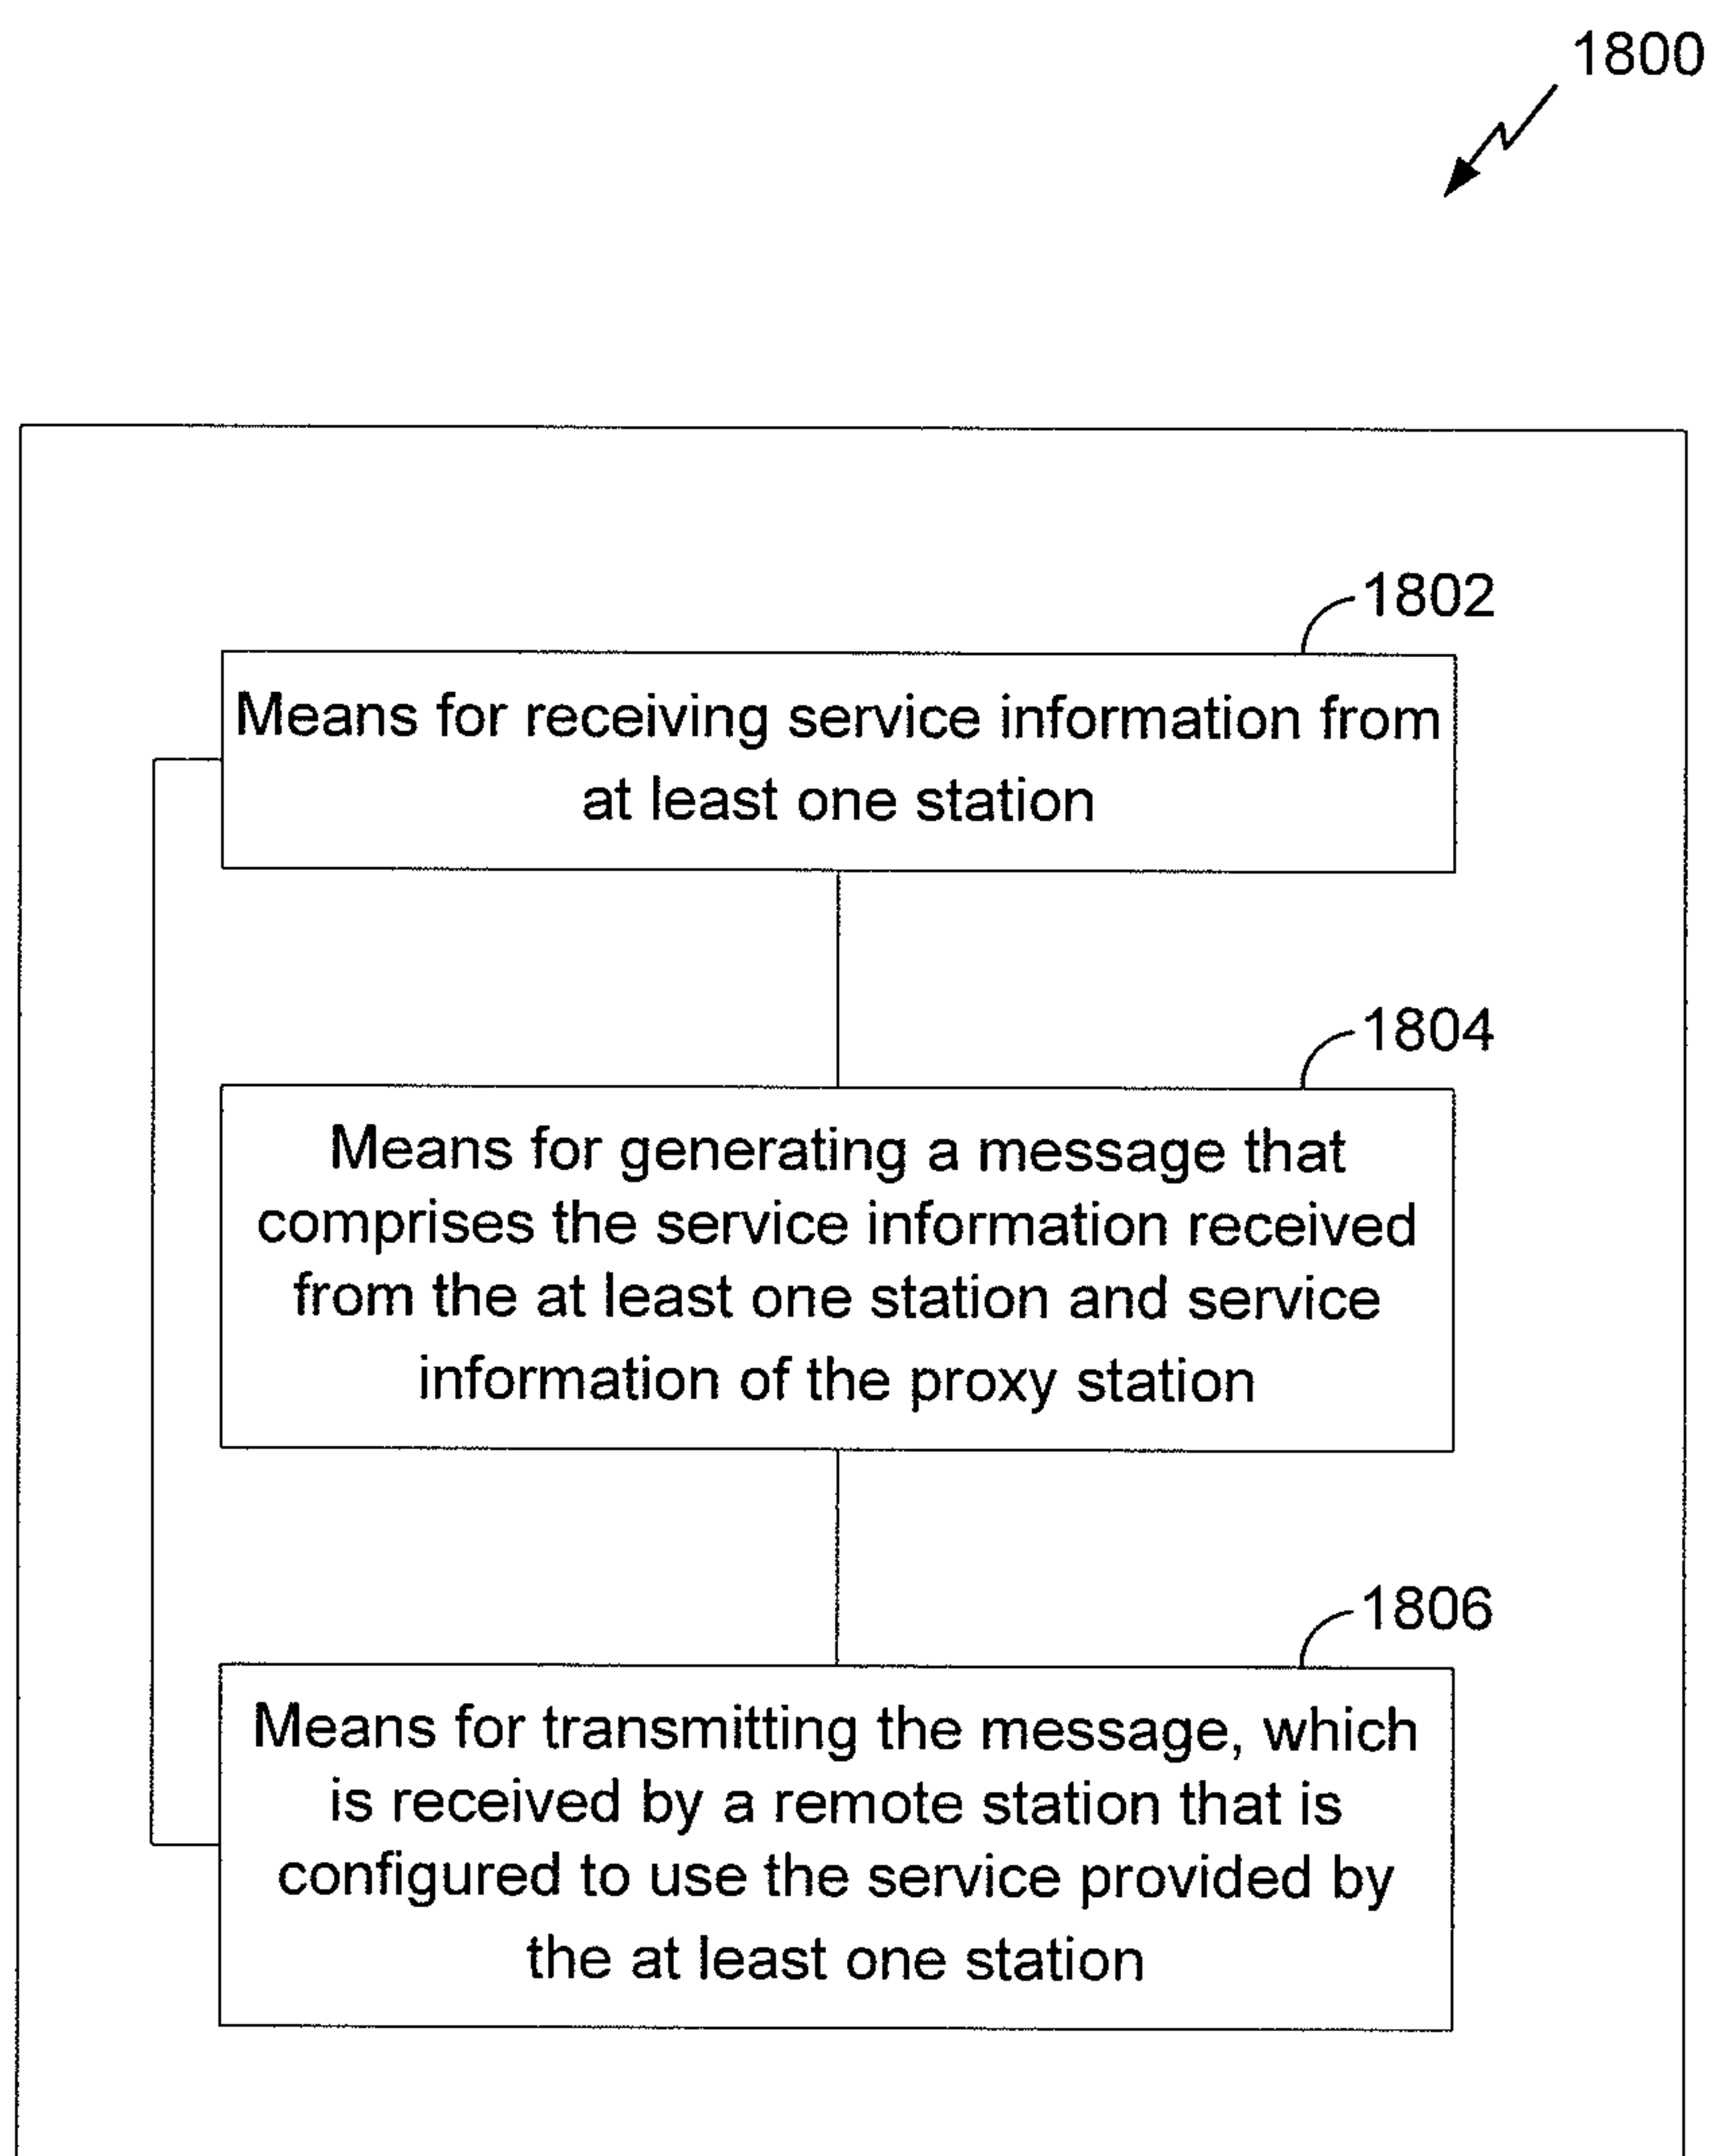 1800
1802
Means for receiving service information from
at least one station
1804
Means for generating a message that
comprises the service information received
from the at least one station and service
information of the proxy station
1806
Means for transmitting the message, which
is received by a remote station that is
configured to use the service provided by
the at least one station